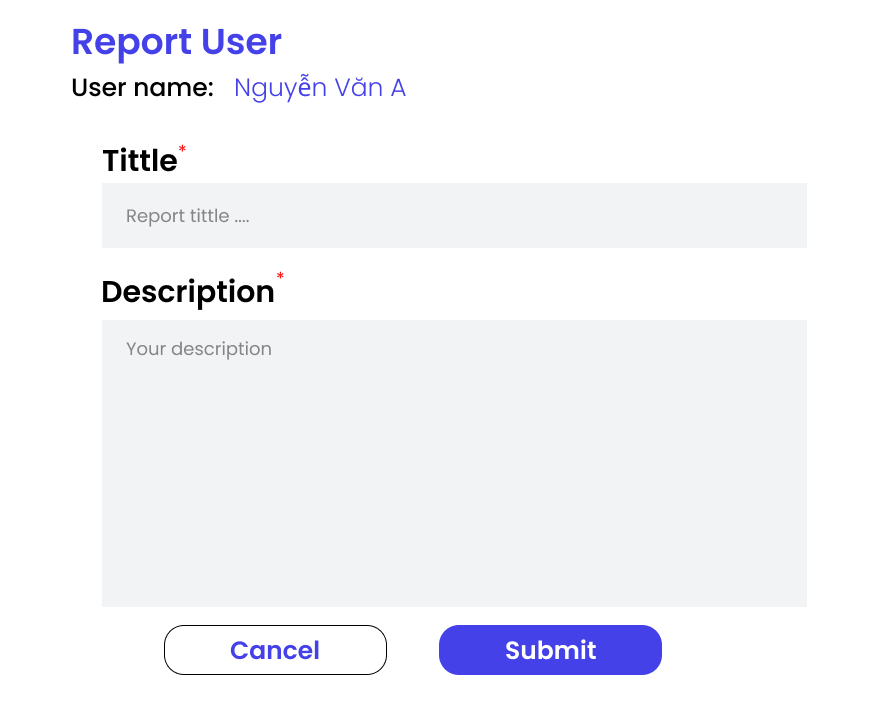 Report User
User name: Nguyễn Văn A
Tittle*
Report tittle ....
Description*
Your description
Cancel Submit